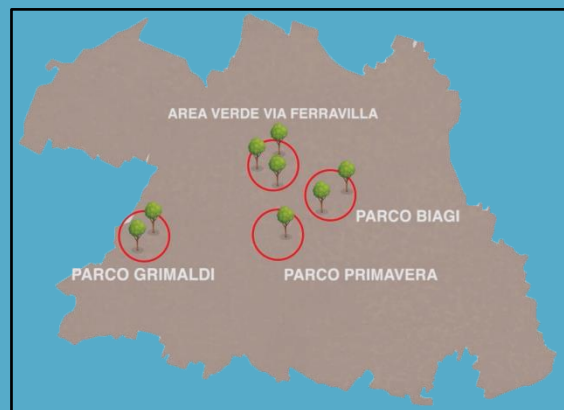 AREA VERDE VIA FERRAVILLA
PARCO BIAGI
PARCO GRIMALDI
PARCO PRIMAVERA